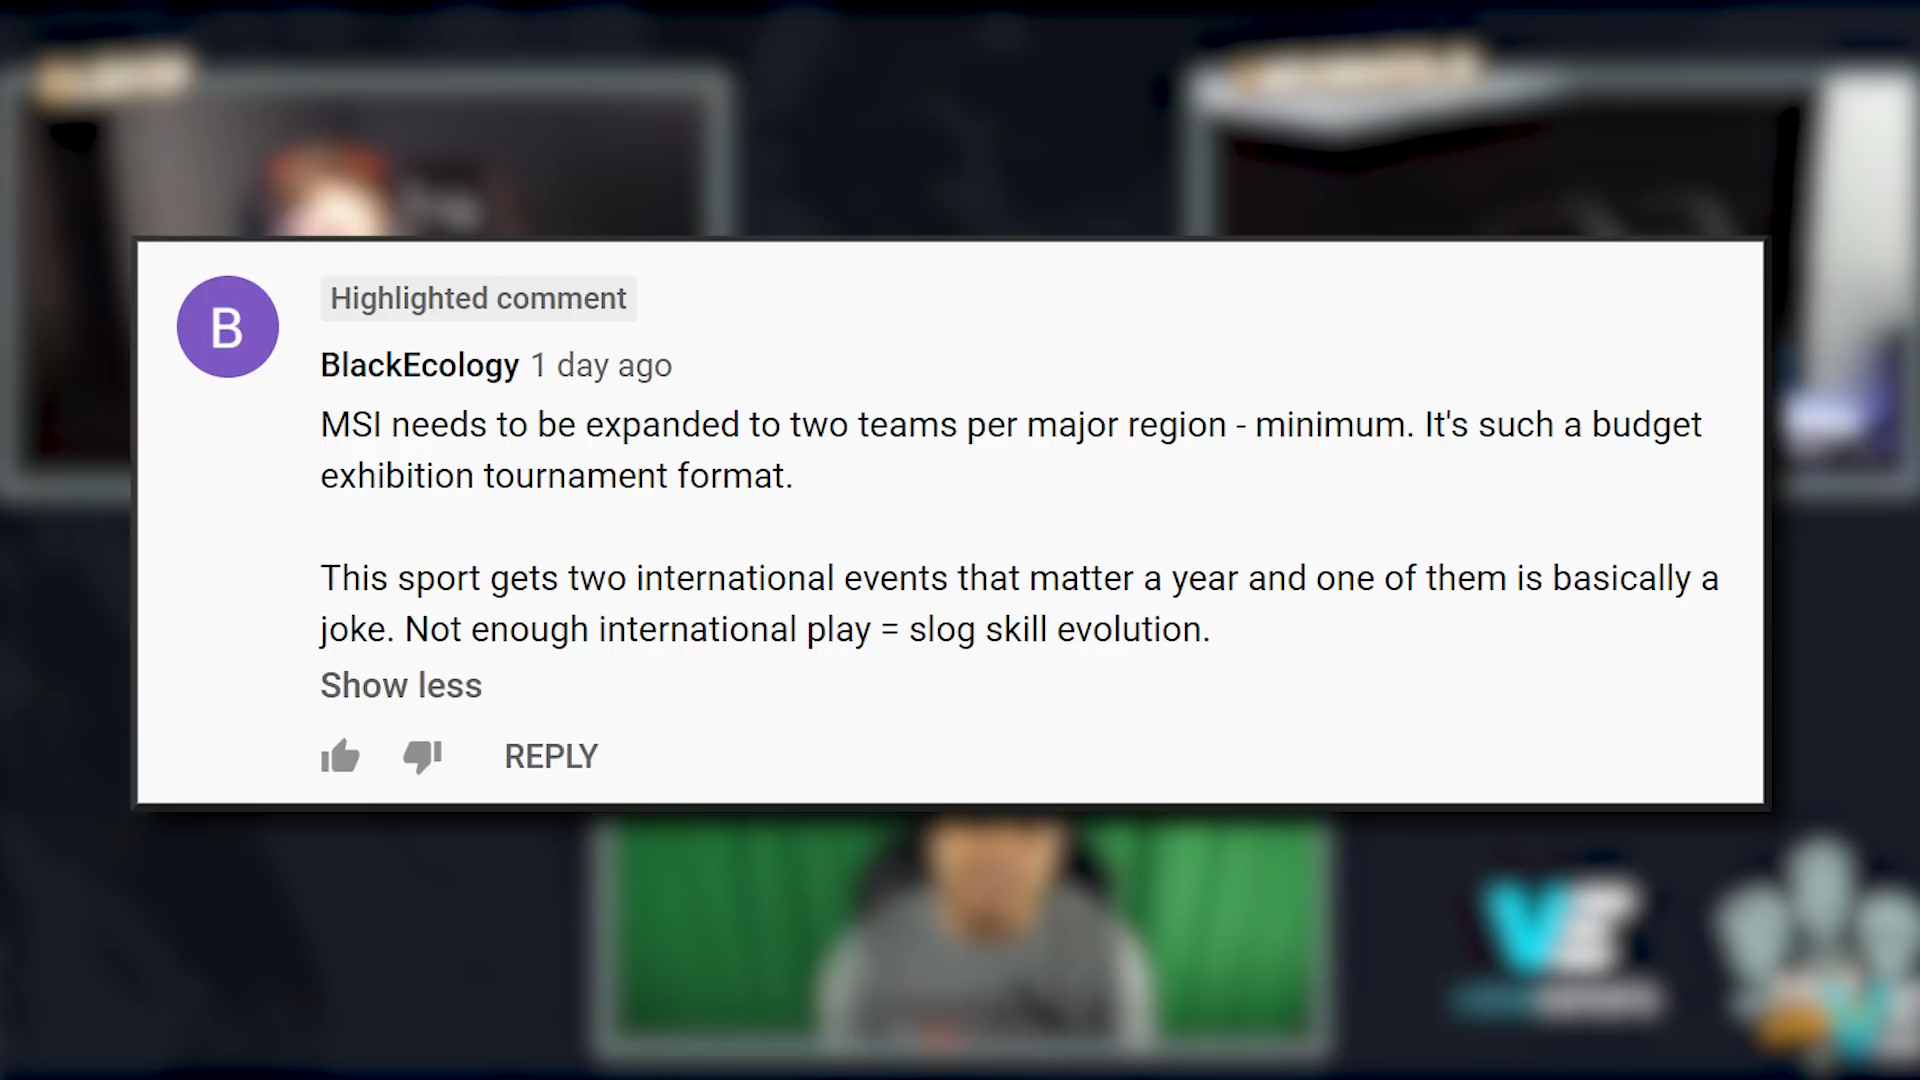 B
Highlighted comment
BlackEcology 1 day ago
MSI needs to be expanded to two teams per major region - minimum. It's such a budget
exhibition tournament format.
This sport gets two international events that matter a year and one of them is basically a
joke. Not enough international play = slog skill evolution.
Show less
REPLY